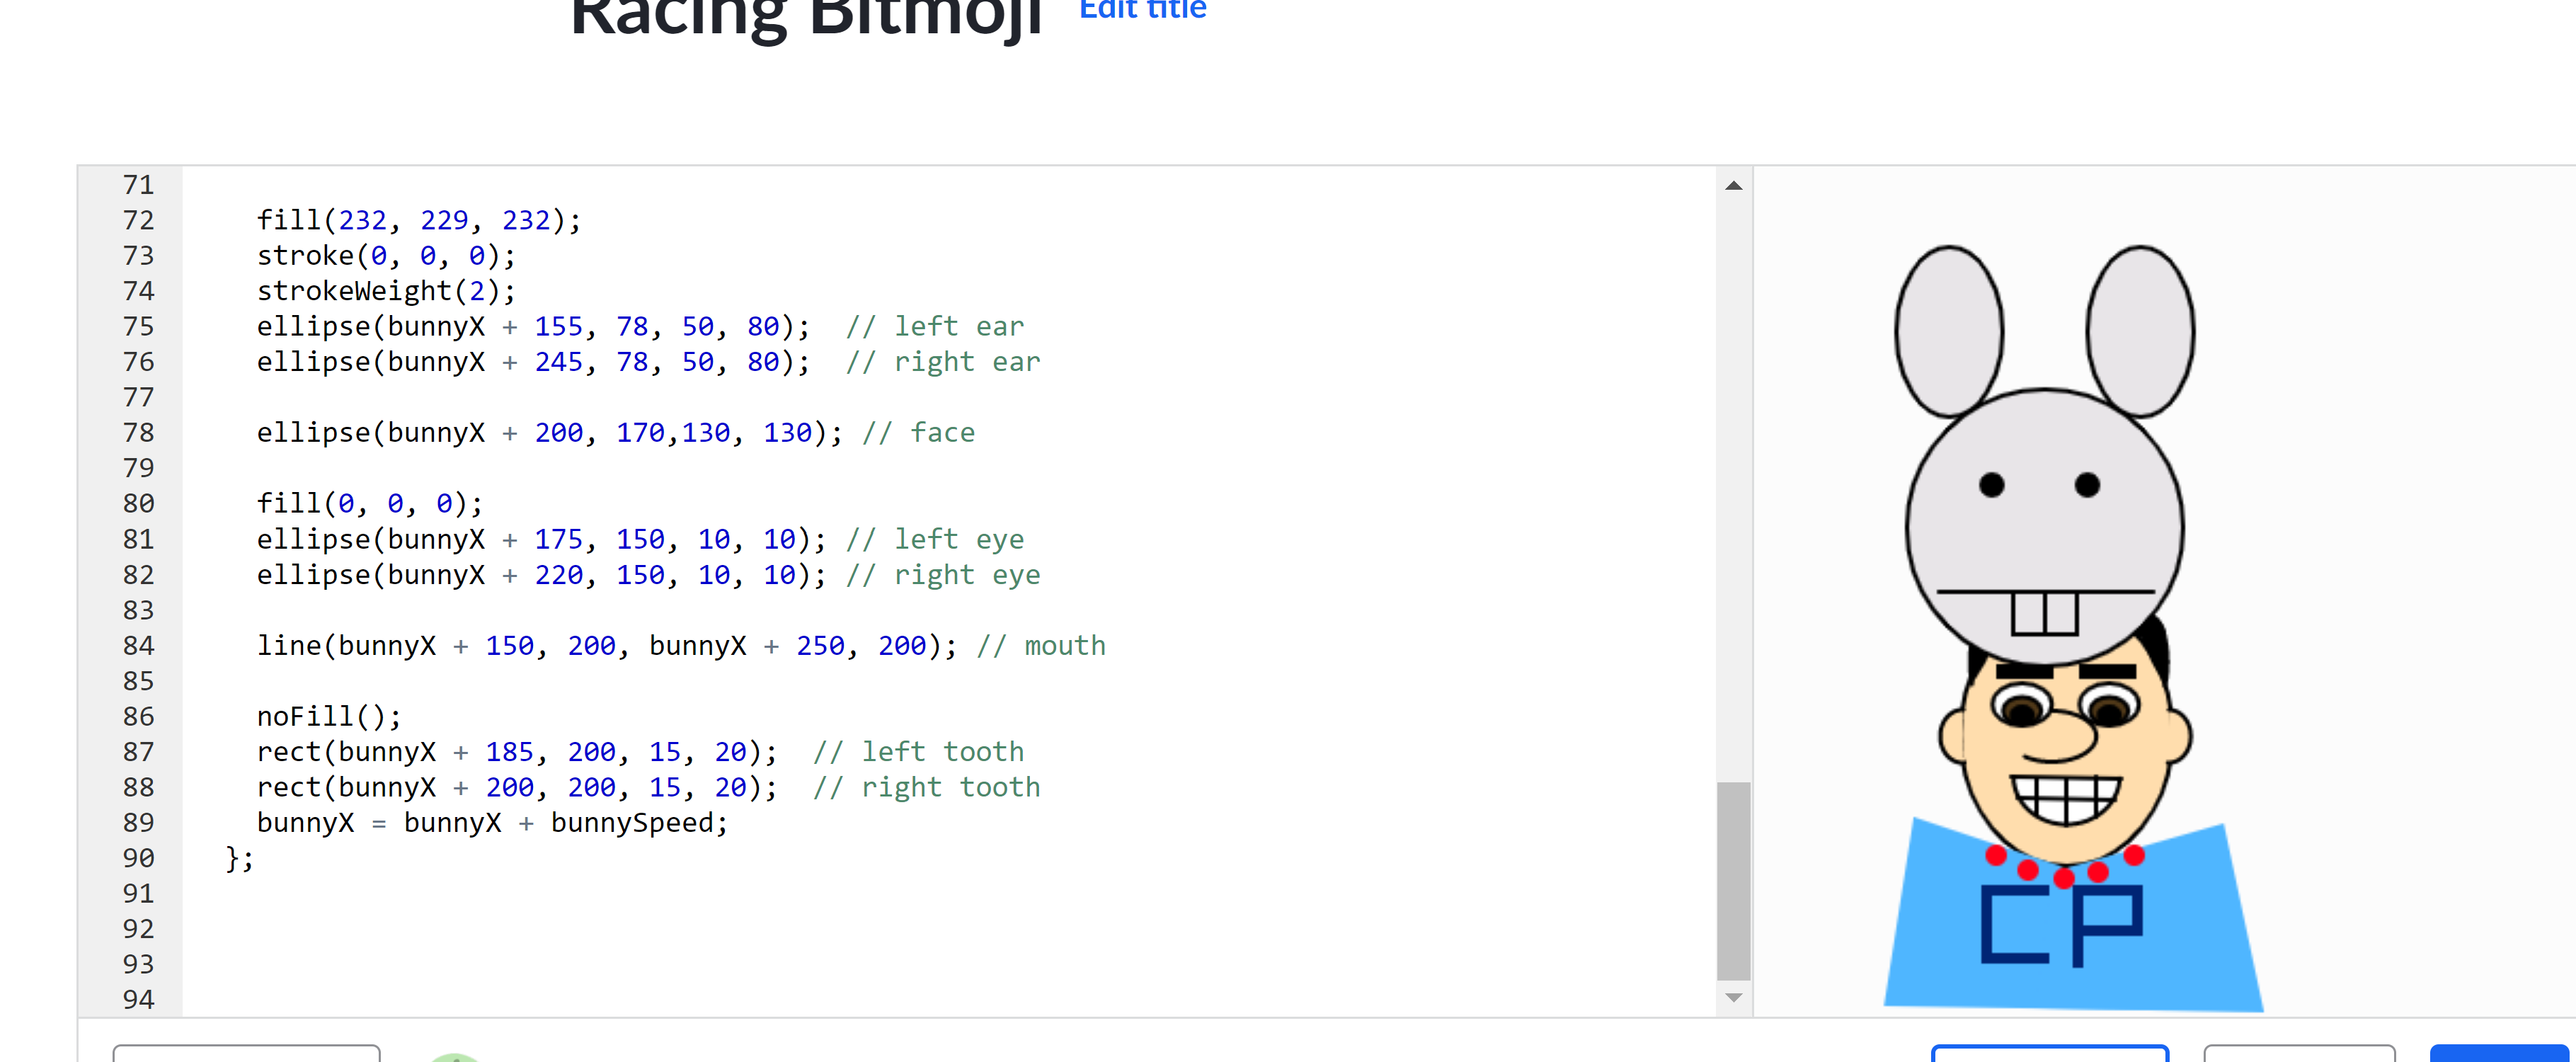 Racing Bitmoji Edit title
71
72 fill(232, 229, 232);
73 stroke(0, 0, 0);
74 strokeWeight(2);
75 ellipse(bunnyX + 155, 78, 50, 80);  // left ear
76 ellipse(bunnyX + 245, 78, 50, 80);  // right ear
77
78 ellipse(bunnyX + 200, 170,130, 130); // face
79
80 fill(0, 0, 0);
81 ellipse(bunnyX + 175, 150, 10, 10); // left eye
82 ellipse(bunnyX + 220, 150, 10, 10); // right eye
83
84 line(bunnyX + 150, 200, bunnyX + 250, 200); // mouth
85
86 noFill();
87 rect(bunnyX + 185, 200, 15, 20);  // left tooth
88 rect(bunnyX + 200, 200, 15, 20);  // right tooth
89 bunnyX = bunnyX + bunnySpeed;
90 };
91
92
93
94
CP